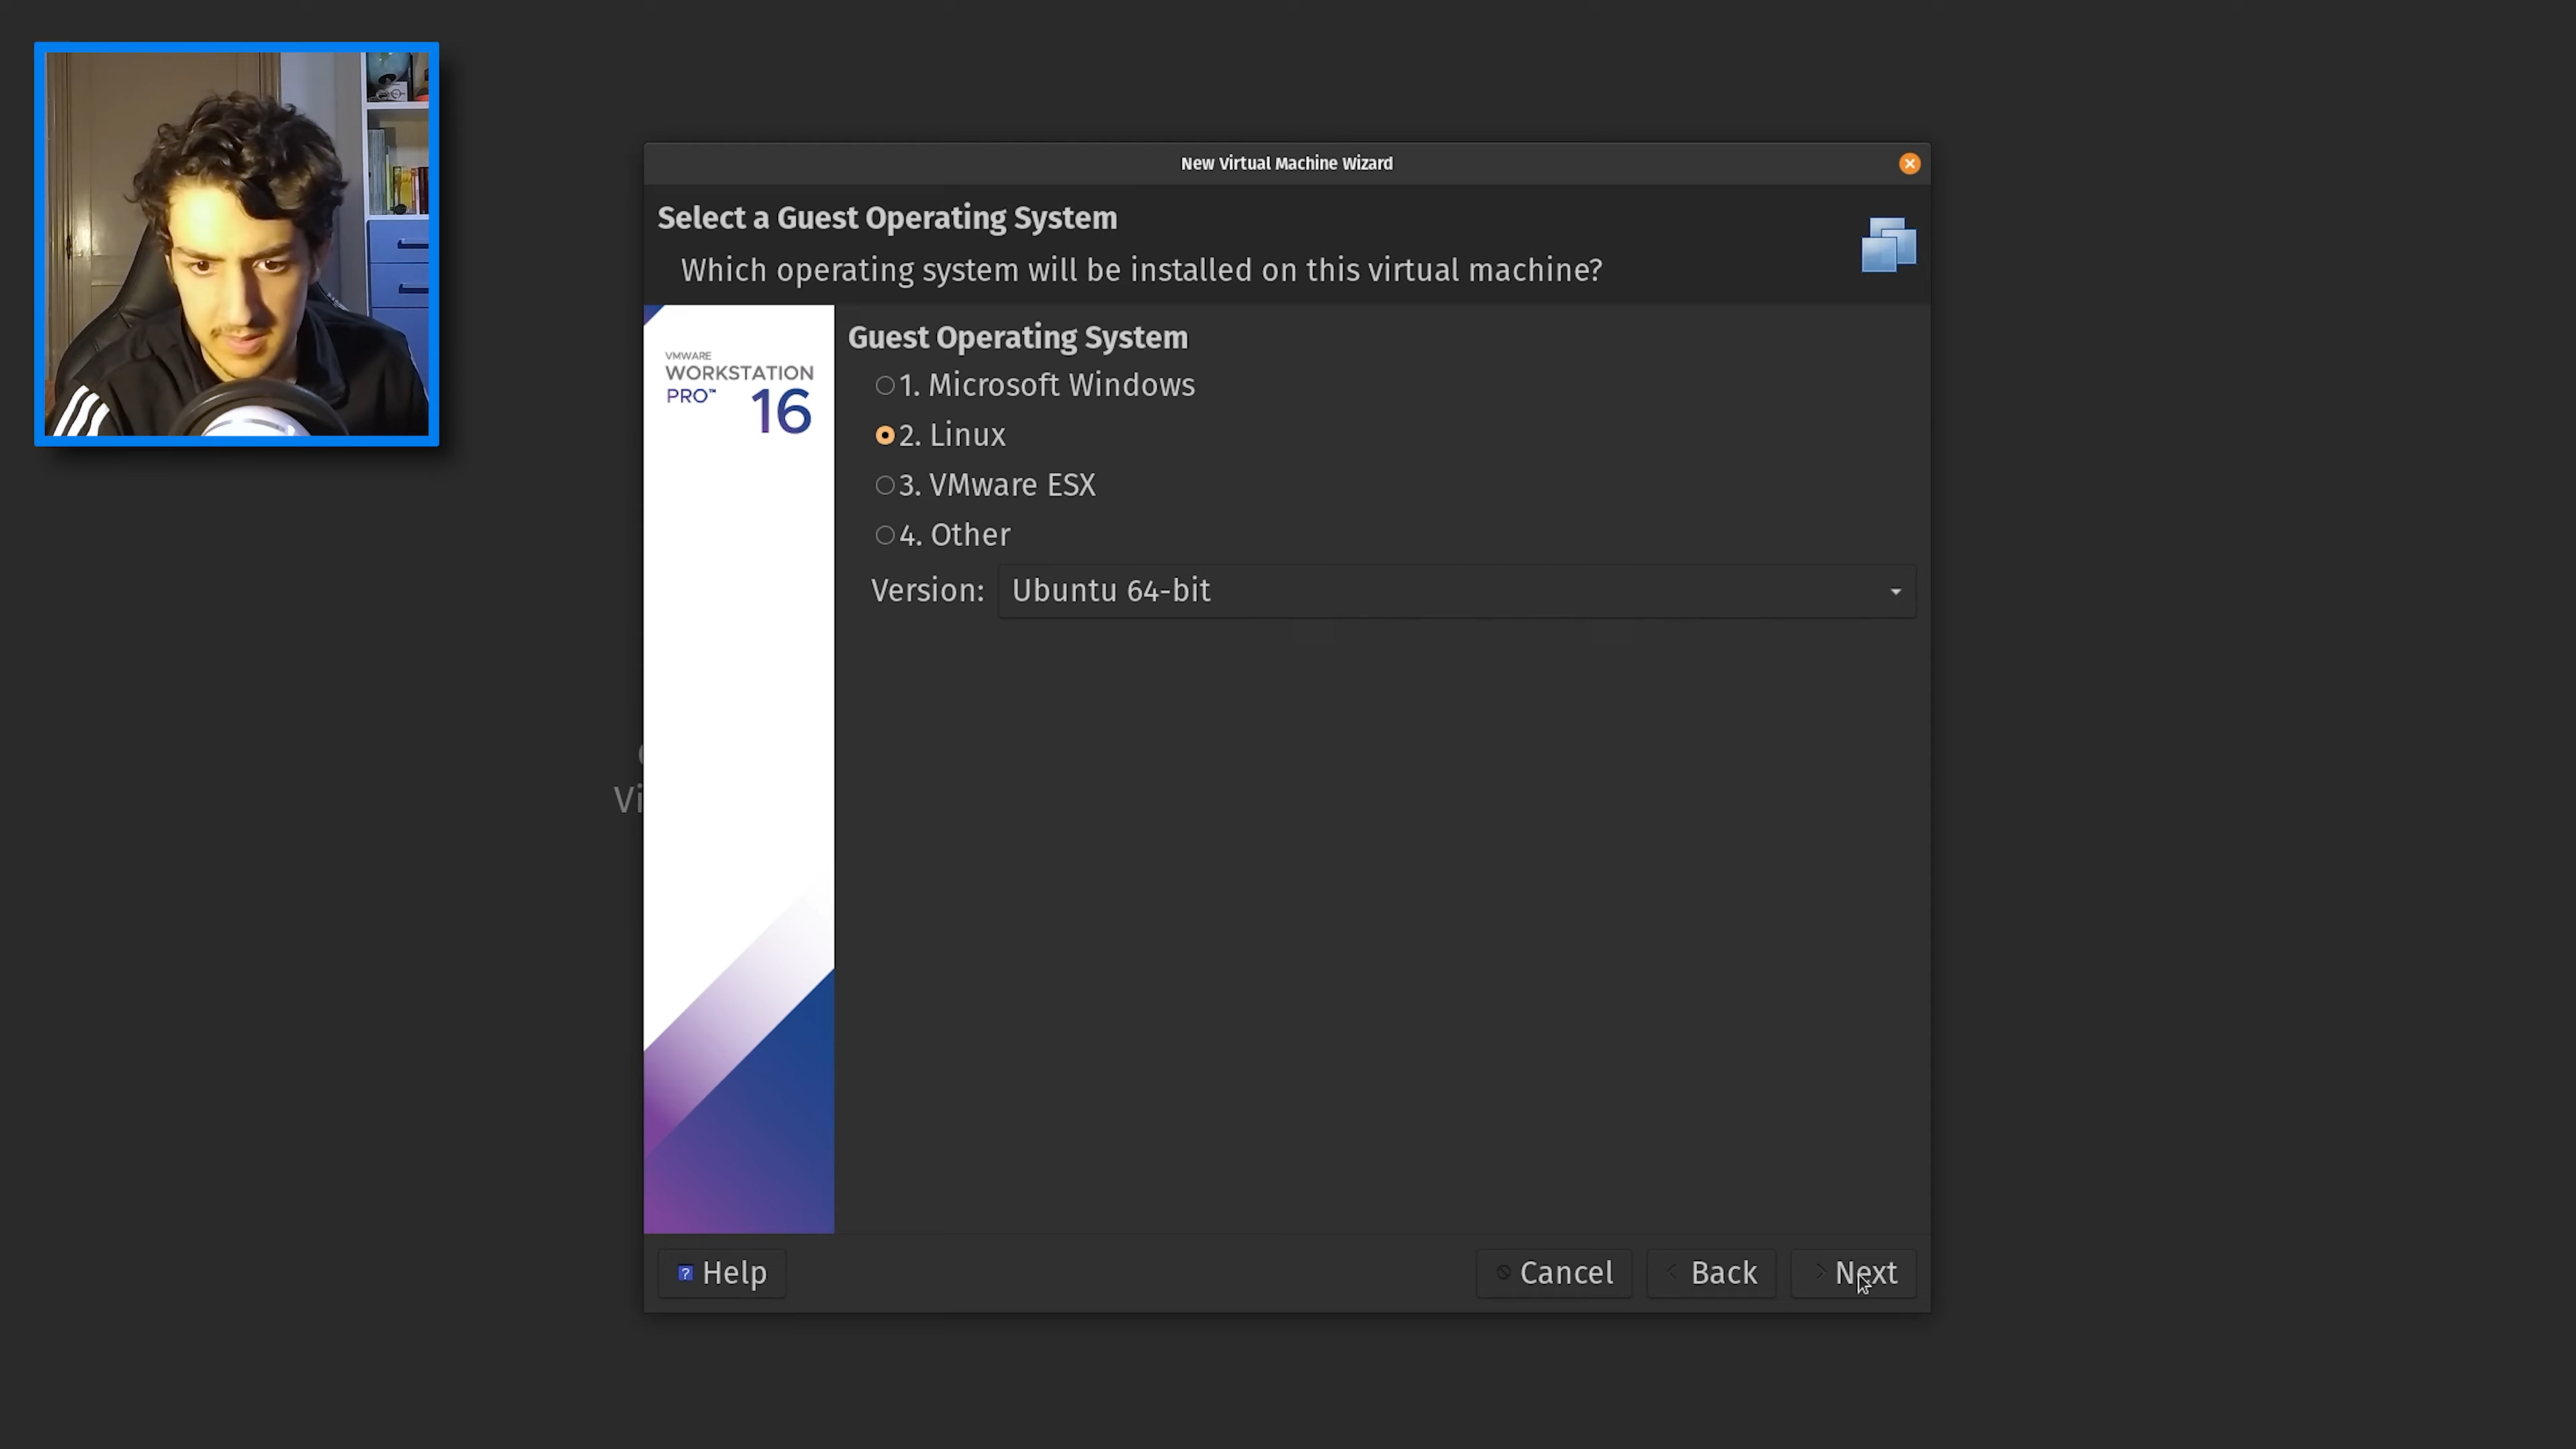 New Virtual Machine Wizard
Select a Guest Operating System
Which operating system will be installed on this virtual machine?
VMWARE
WORKSTATION
PRO™ 16
Guest Operating System
1. Microsoft Windows
2. Linux
3. VMware ESX
4. Other
Version: Ubuntu 64-bit
Vi
? Help
Cancel
< Back
> Next